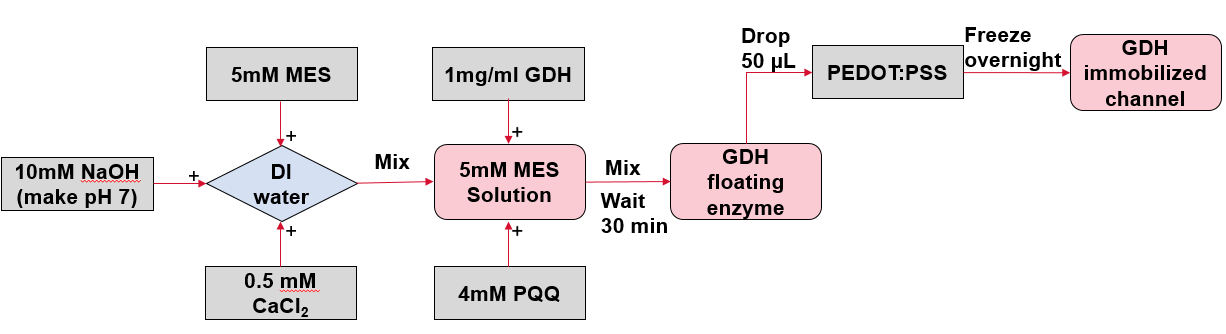 5mM MES
10mM NaOH
(make pH 7)
+
+
DI
water
+
0.5 mM
CaCl₂
Mix
1mg/ml GDH
+
5mM MES
Solution
+
4mM PQQ
Mix
Wait
30 min
GDH
floating
enzyme
Drop
50 µL
PEDOT:PSS
Freeze
overnight
GDH
immobilized
channel